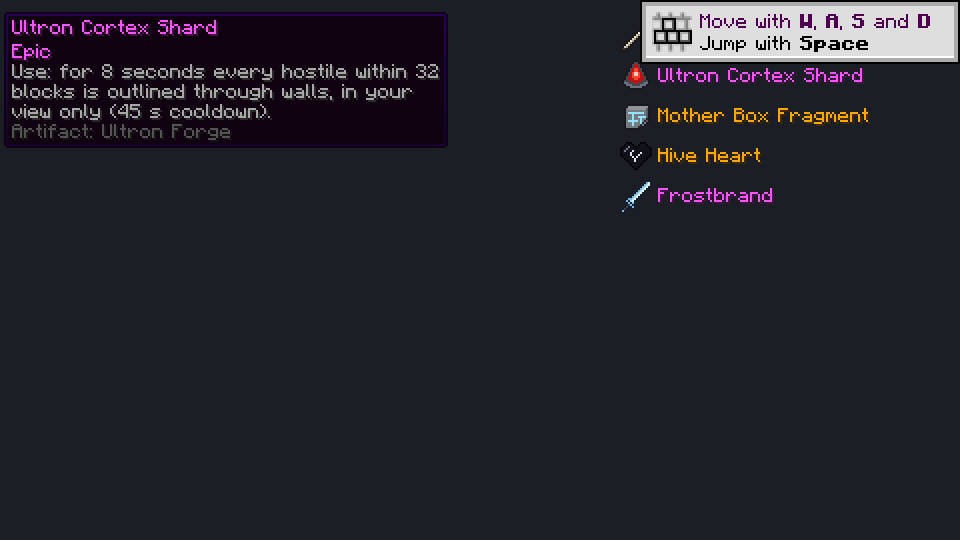 Ultron Cortex Shard
Epic
Use: for 8 seconds every hostile within 32
blocks is outlined through walls, in your
view only (45 s cooldown).
Artifact: Ultron Forge
Move with W, A, S and D
Jump with Space
Ultron Cortex Shard
Mother Box Fragment
Hive Heart
Frostbrand